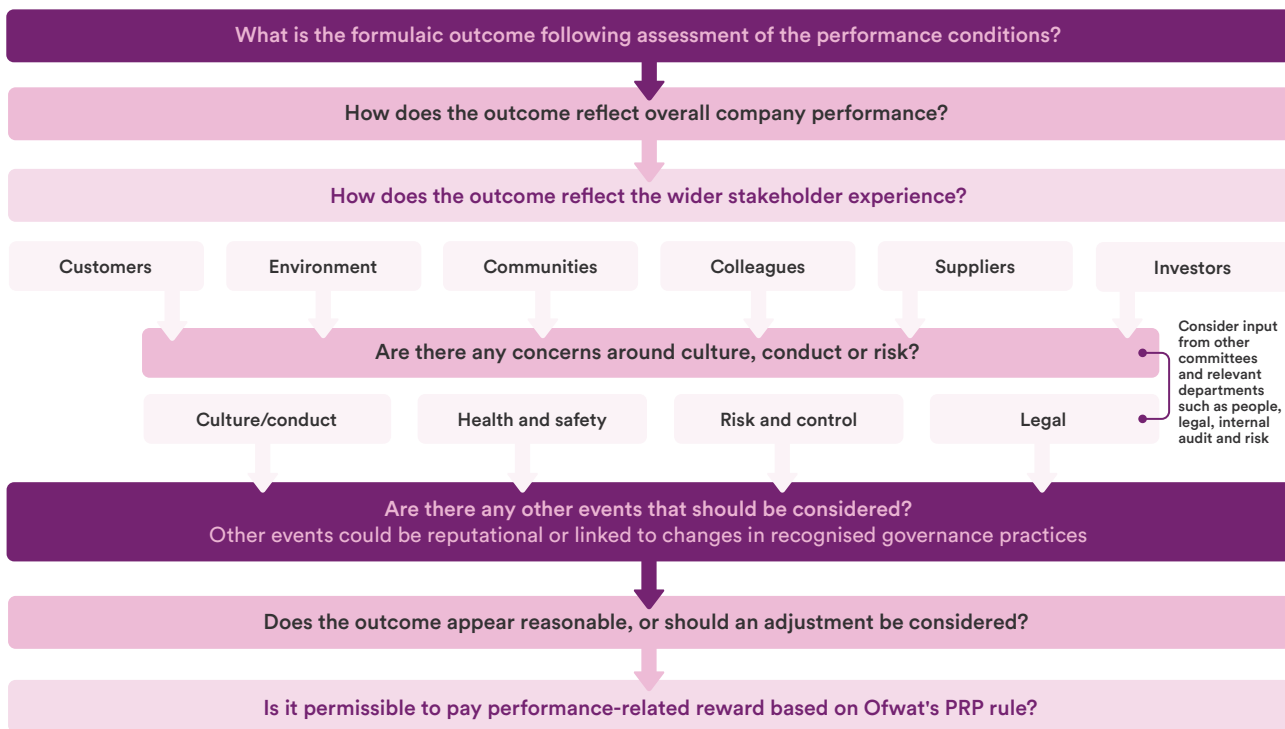 What is the formulaic outcome following assessment of the performance conditions?
How does the outcome reflect overall company performance?
How does the outcome reflect the wider stakeholder experience?
Customers
Environment
Communities
Colleagues
Suppliers
Investors
Are there any concerns around culture, conduct or risk?
Consider input
from other
committees
and relevant
departments
such as people,
legal, internal
audit and risk
Culture/conduct
Health and safety
Risk and control
Legal
Are there any other events that should be considered?
Other events could be reputational or linked to changes in recognised governance practices
Does the outcome appear reasonable, or should an adjustment be considered?
Is it permissible to pay performance-related reward based on Ofwat's PRP rule?